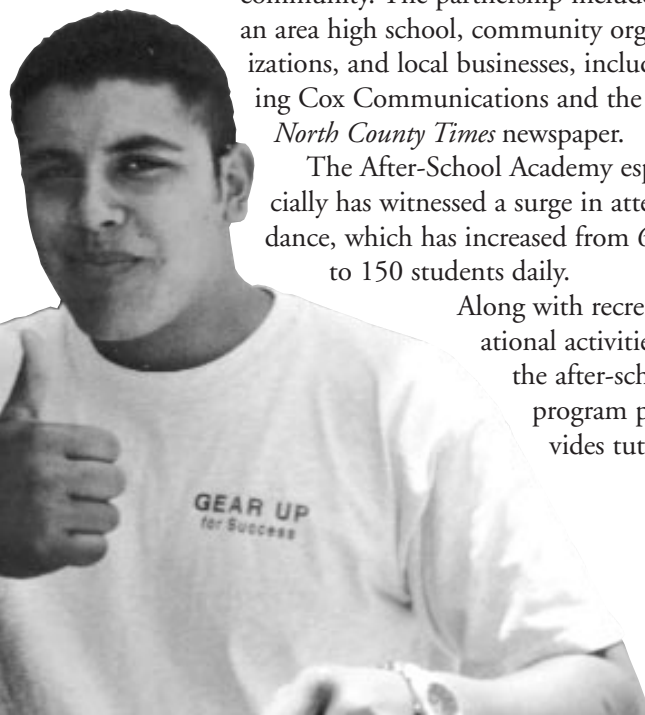 community. The partnership include
an area high school, community org
izations, and local businesses, includ
ing Cox Communications and the
North County Times newspaper.
The After-School Academy esp
cially has witnessed a surge in atte
dance, which has increased from 6
to 150 students daily.
Along with recre
ational activitie
the after-sch
program p
vides tut
GEAR UP
for Success